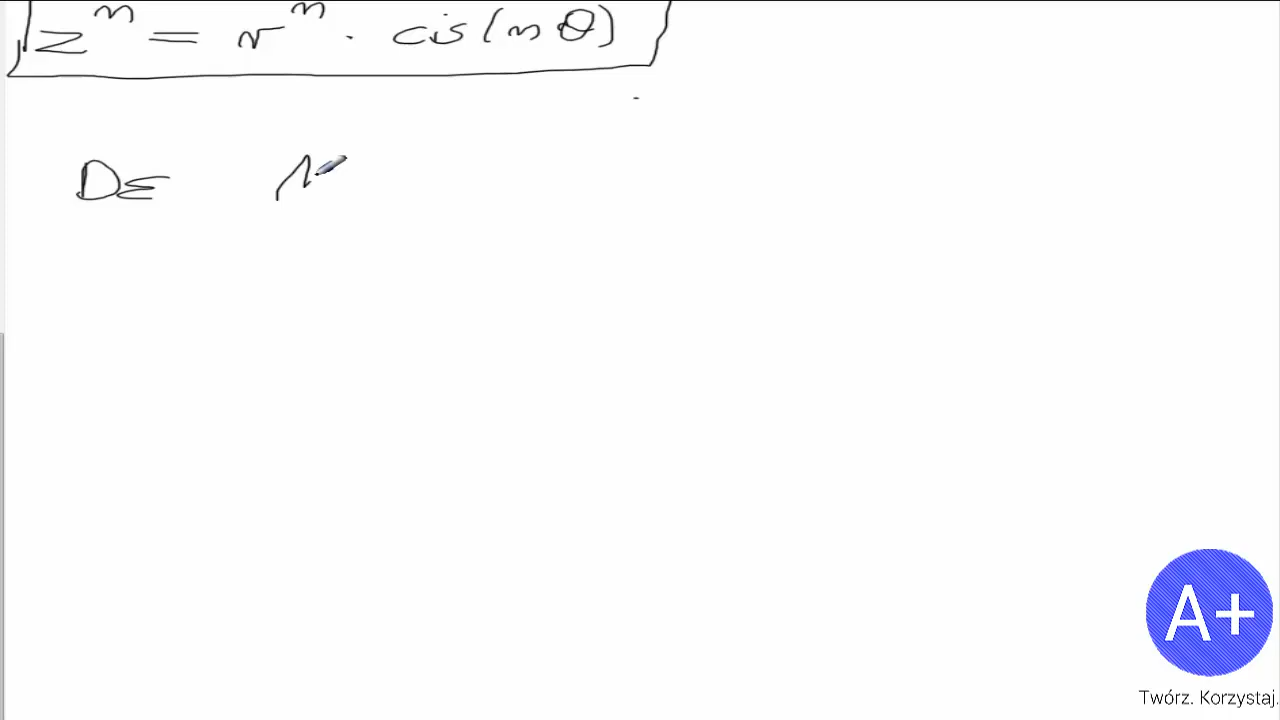 z^n = r^n · cis(nθ)
DE
A+
Twórz. Korzystaj.